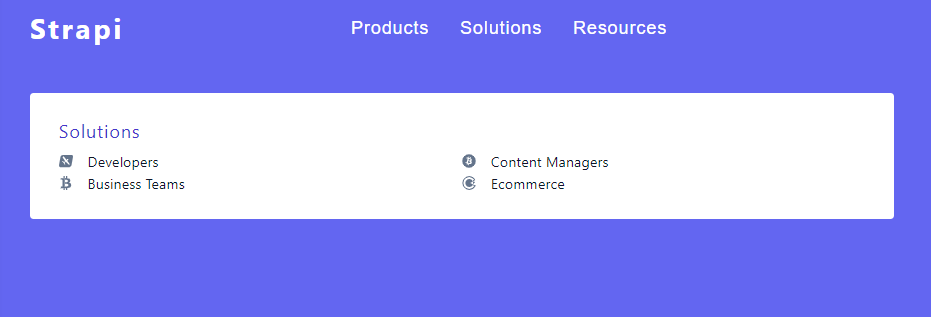 Strapi
Products Solutions Resources
Solutions
Developers
Content Managers
Business Teams
Ecommerce